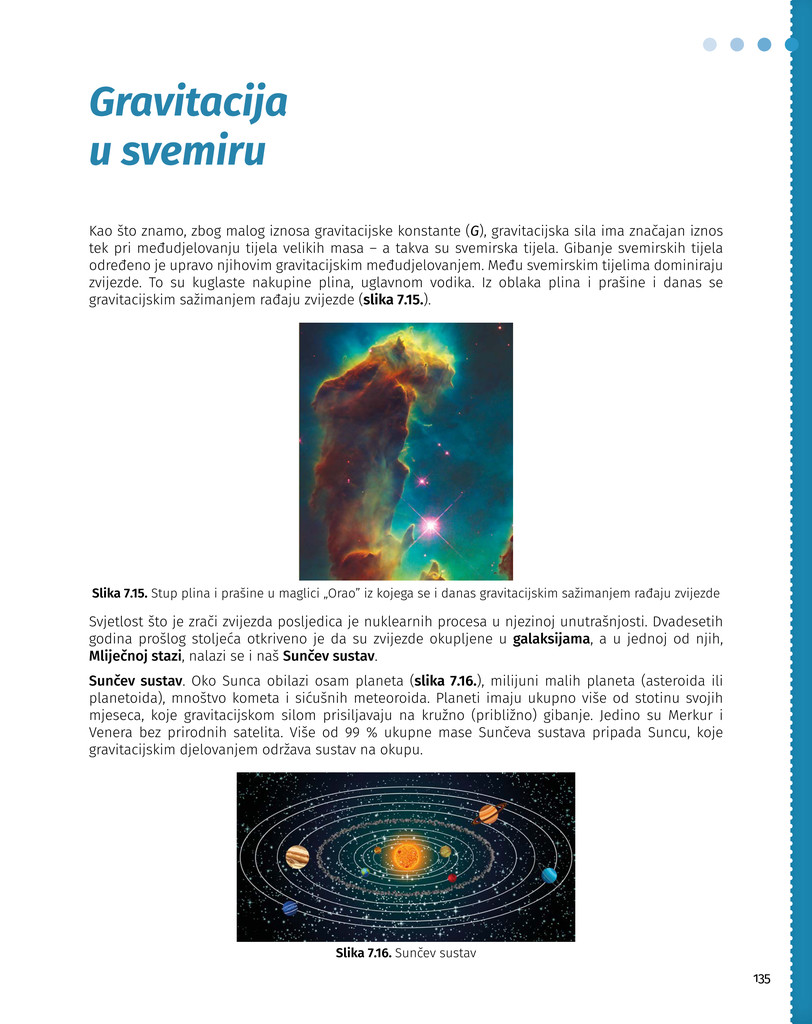 Gravitacija
u svemiru
Kao što znamo, zbog malog iznosa gravitacijske konstante (G), gravitacijska sila ima značajan iznos
tek pri međudjelovanju tijela velikih masa – a takva su svemirska tijela. Gibanje svemirskih tijela
određeno je upravo njihovim gravitacijskim međudjelovanjem. Među svemirskim tijelima dominiraju
zvijezde. To su kuglaste nakupine plina, uglavnom vodika. Iz oblaka plina i prašine i danas se
gravitacijskim sažimanjem rađaju zvijezde (slika 7.15.).
Slika 7.15. Stup plina i prašine u maglici „Orao” iz kojega se i danas gravitacijskim sažimanjem rađaju zvijezde
Svjetlost što je zrači zvijezda posljedica je nuklearnih procesa u njezinoj unutrašnjosti. Dvadesetih
godina prošlog stoljeća otkriveno je da su zvijezde okupljene u galaksijama, a u jednoj od njih,
Mliječnoj stazi, nalazi se i naš Sunčev sustav.
Sunčev sustav. Oko Sunca obilazi osam planeta (slika 7.16.), milijuni malih planeta (asteroida ili
planetoida), mnoštvo kometa i sićušnih meteoroida. Planeti imaju ukupno više od stotinu svojih
mjeseca, koje gravitacijskom silom prisiljavaju na kružno (približno) gibanje. Jedino su Merkur i
Venera bez prirodnih satelita. Više od 99 % ukupne mase Sunčeva sustava pripada Suncu, koje
gravitacijskim djelovanjem održava sustav na okupu.
Slika 7.16. Sunčev sustav
135